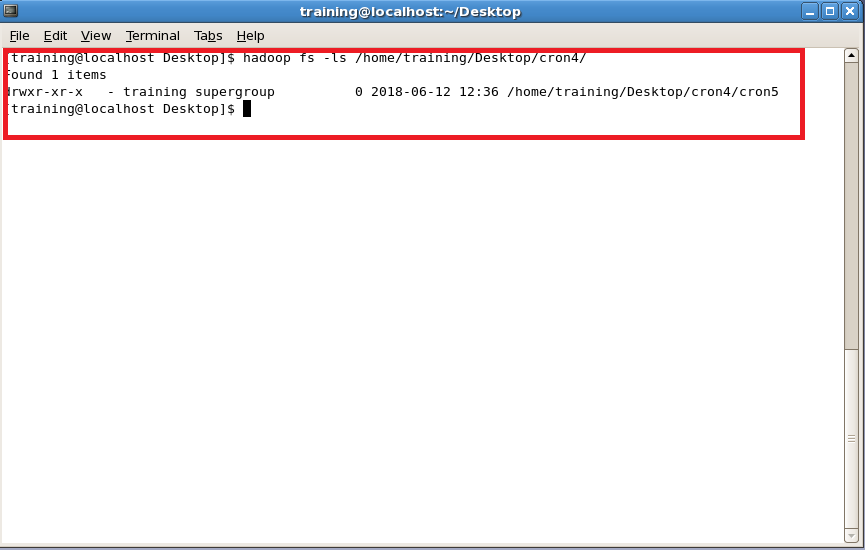 training@localhost:~/Desktop
File Edit View Terminal Tabs Help
[training@localhost Desktop]$ hadoop fs -ls /home/training/Desktop/cron4/
Found 1 items
drwxr-xr-x   - training supergroup          0 2018-06-12 12:36 /home/training/Desktop/cron4/cron5
[training@localhost Desktop]$